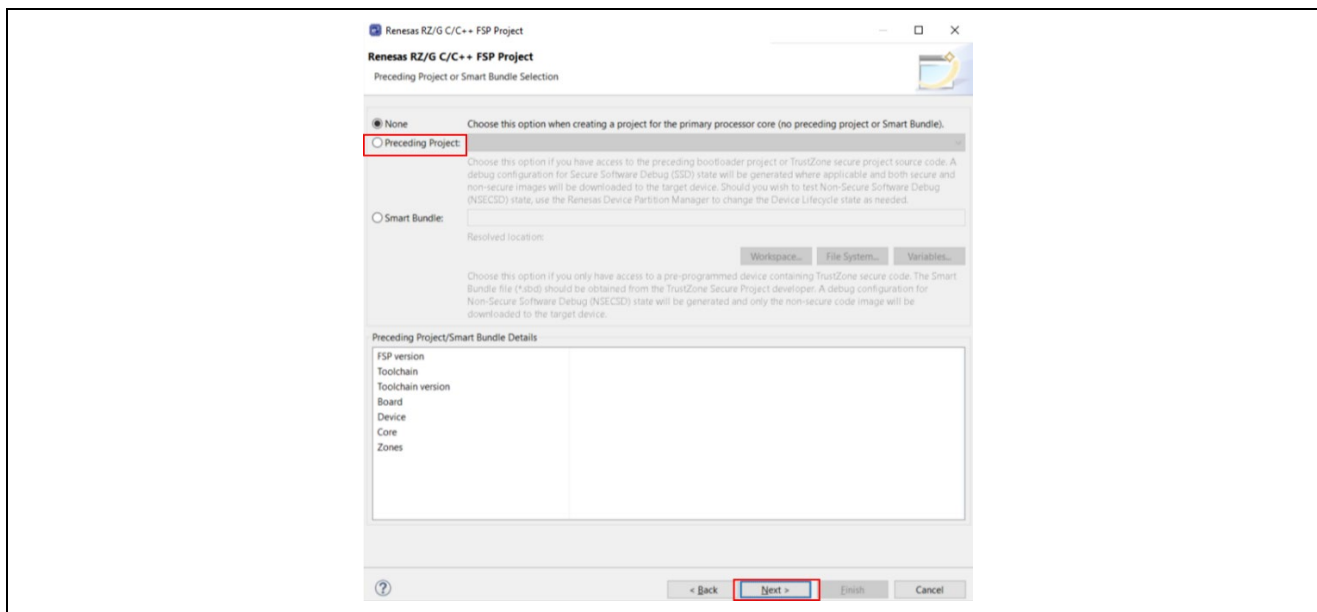 Renesas RZ/G C/C++ FSP Project
Renesas RZ/G C/C++ FSP Project
Preceding Project or Smart Bundle Selection
None
Choose this option when creating a project for the primary processor core (no preceding project or Smart Bundle).
Preceding Project:
Choose this option if you have access to the preceding bootloader project or TrustZone secure project source code. A
debug configuration for Secure Software Debug (SSD) state will be generated where applicable and both secure and
non-secure images will be downloaded to the target device. Should you wish to test Non-Secure Software Debug
(NSECSD) state, use the Renesas Device Partition Manager to change the Device Lifecycle state as needed.
Smart Bundle:
Resolved location:
Workspace... File System... Variables...
Choose this option if you only have access to a pre-programmed device containing TrustZone secure code. The Smart
Bundle file (*.sbd) should be obtained from the TrustZone Secure Project developer. A debug configuration for
Non-Secure Software Debug (NSECSD) state will be generated and only the non-secure code image will be
downloaded to the target device.
Preceding Project/Smart Bundle Details
FSP version
Toolchain
Toolchain version
Board
Device
Core
Zones
? < Back Next > Finish Cancel